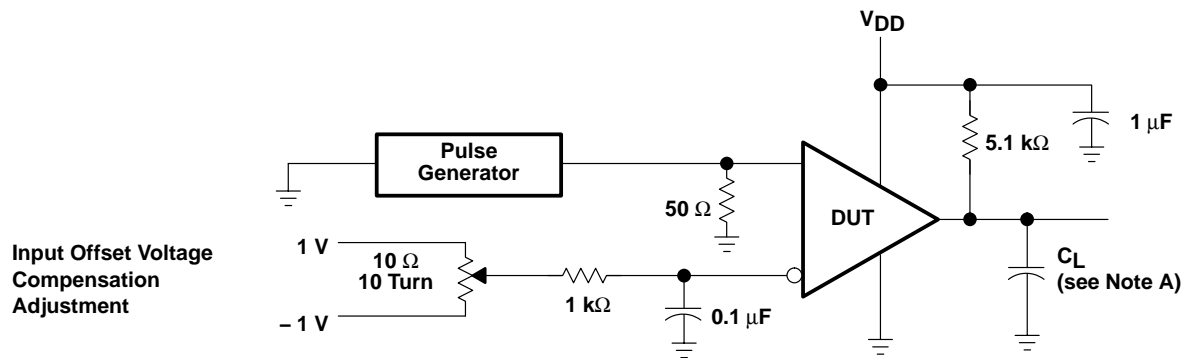 VDD
1 μF
5.1 kΩ
Pulse
Generator
50 Ω
DUT
Input Offset Voltage
Compensation
Adjustment
1 V
10 Ω
10 Turn
– 1 V
1 kΩ
0.1 μF
CL
(see Note A)